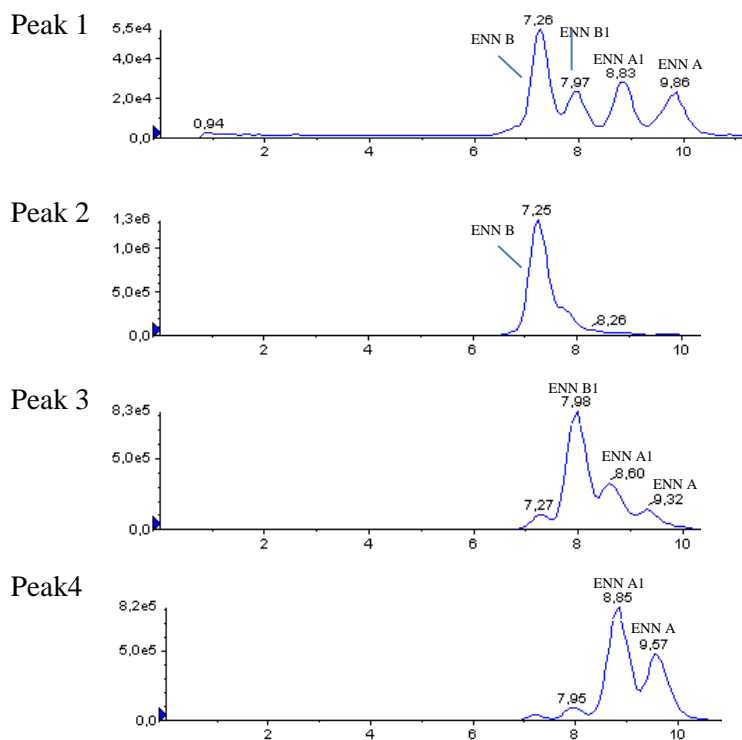 Peak 1
5,5e4
4,0e4
2,0e4
0,0
0,94
ENN B
7,26
ENN B1
7,97
ENN A1
8,83
ENN A
9,86
2 4 6 8 10
Peak 2
1,3e6
1,0e6
5,0e5
0,0
ENN B
7,25
8,26
2 4 6 8 10
Peak 3
8,3e5
5,0e5
0,0
7,27
ENN B1
7,98
ENN A1
8,60
ENN A
9,32
2 4 6 8 10
Peak4
8,2e5
5,0e5
0,0
7,95
ENN A1
8,85
ENN A
9,57
2 4 6 8 10